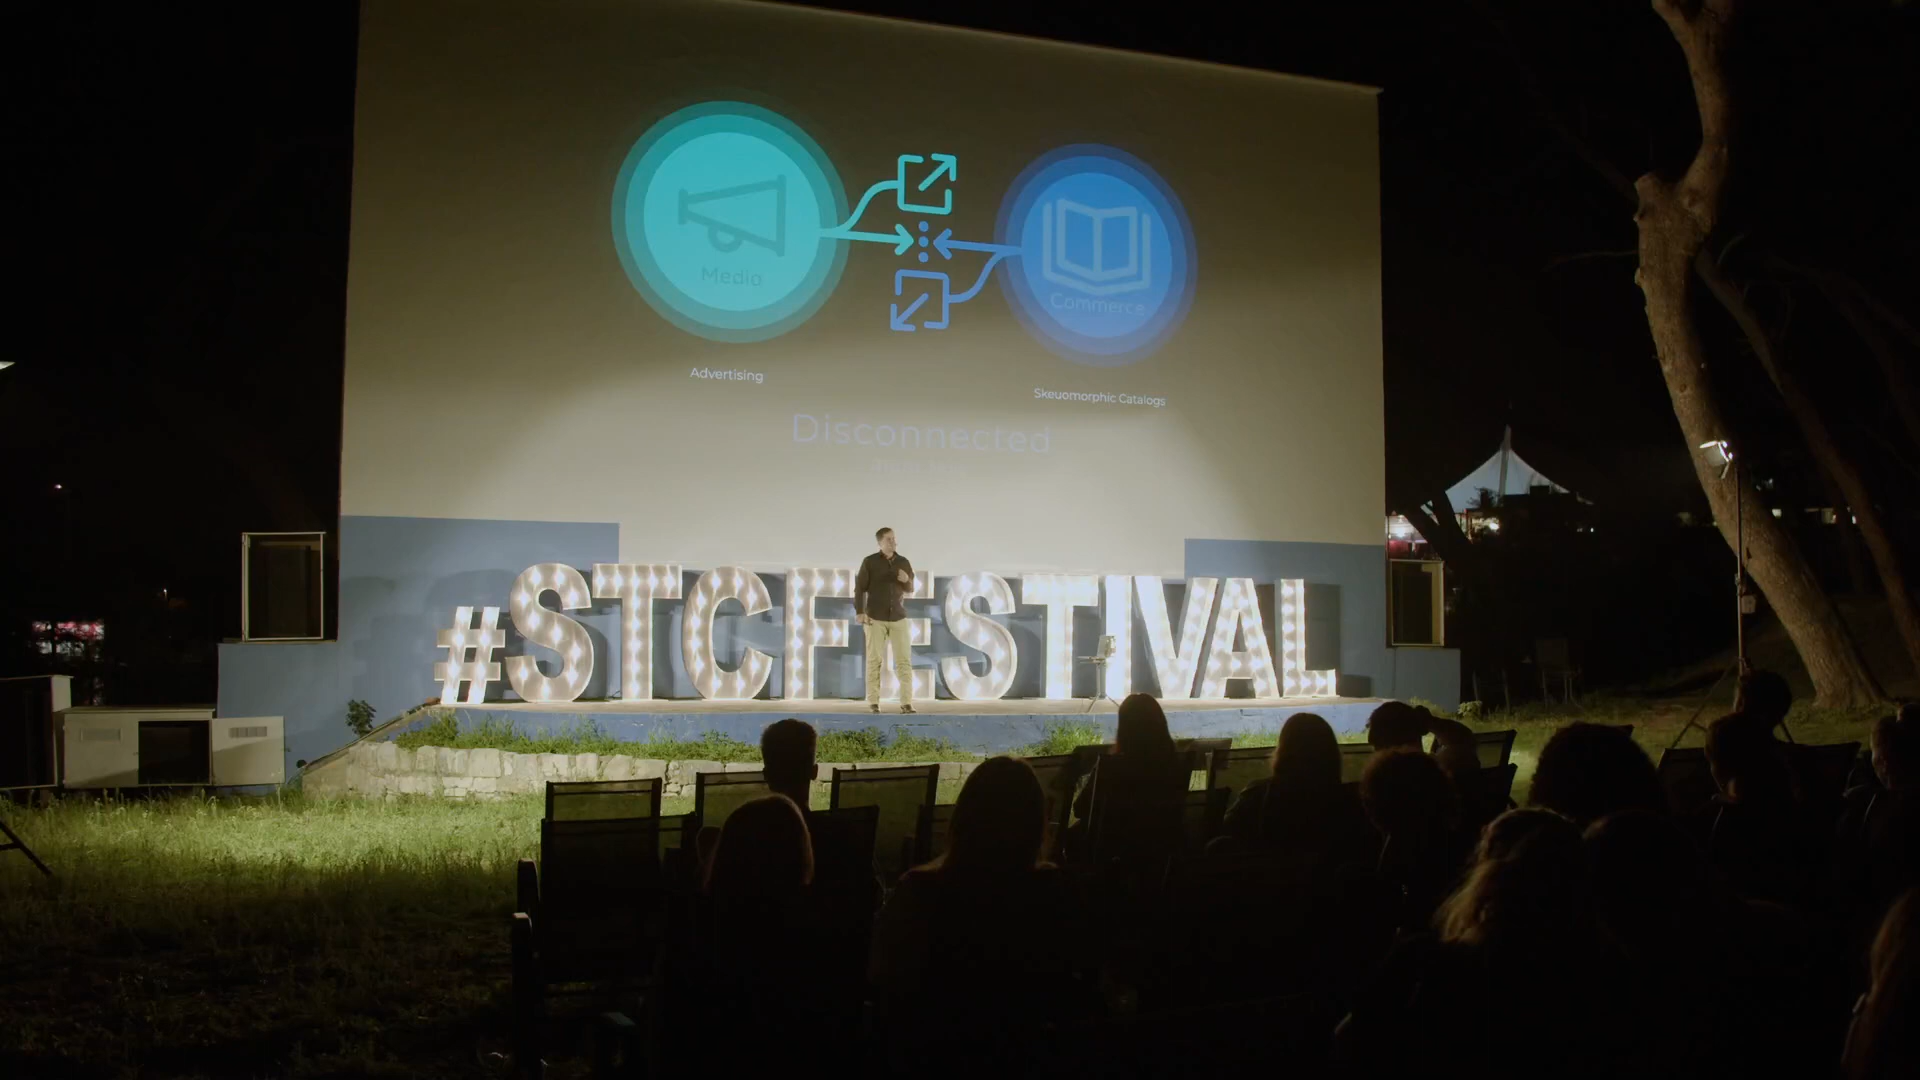 Media
Commerce
Advertising
Skeuomorphic Catalogs
Disconnected
#STCFESTIVAL